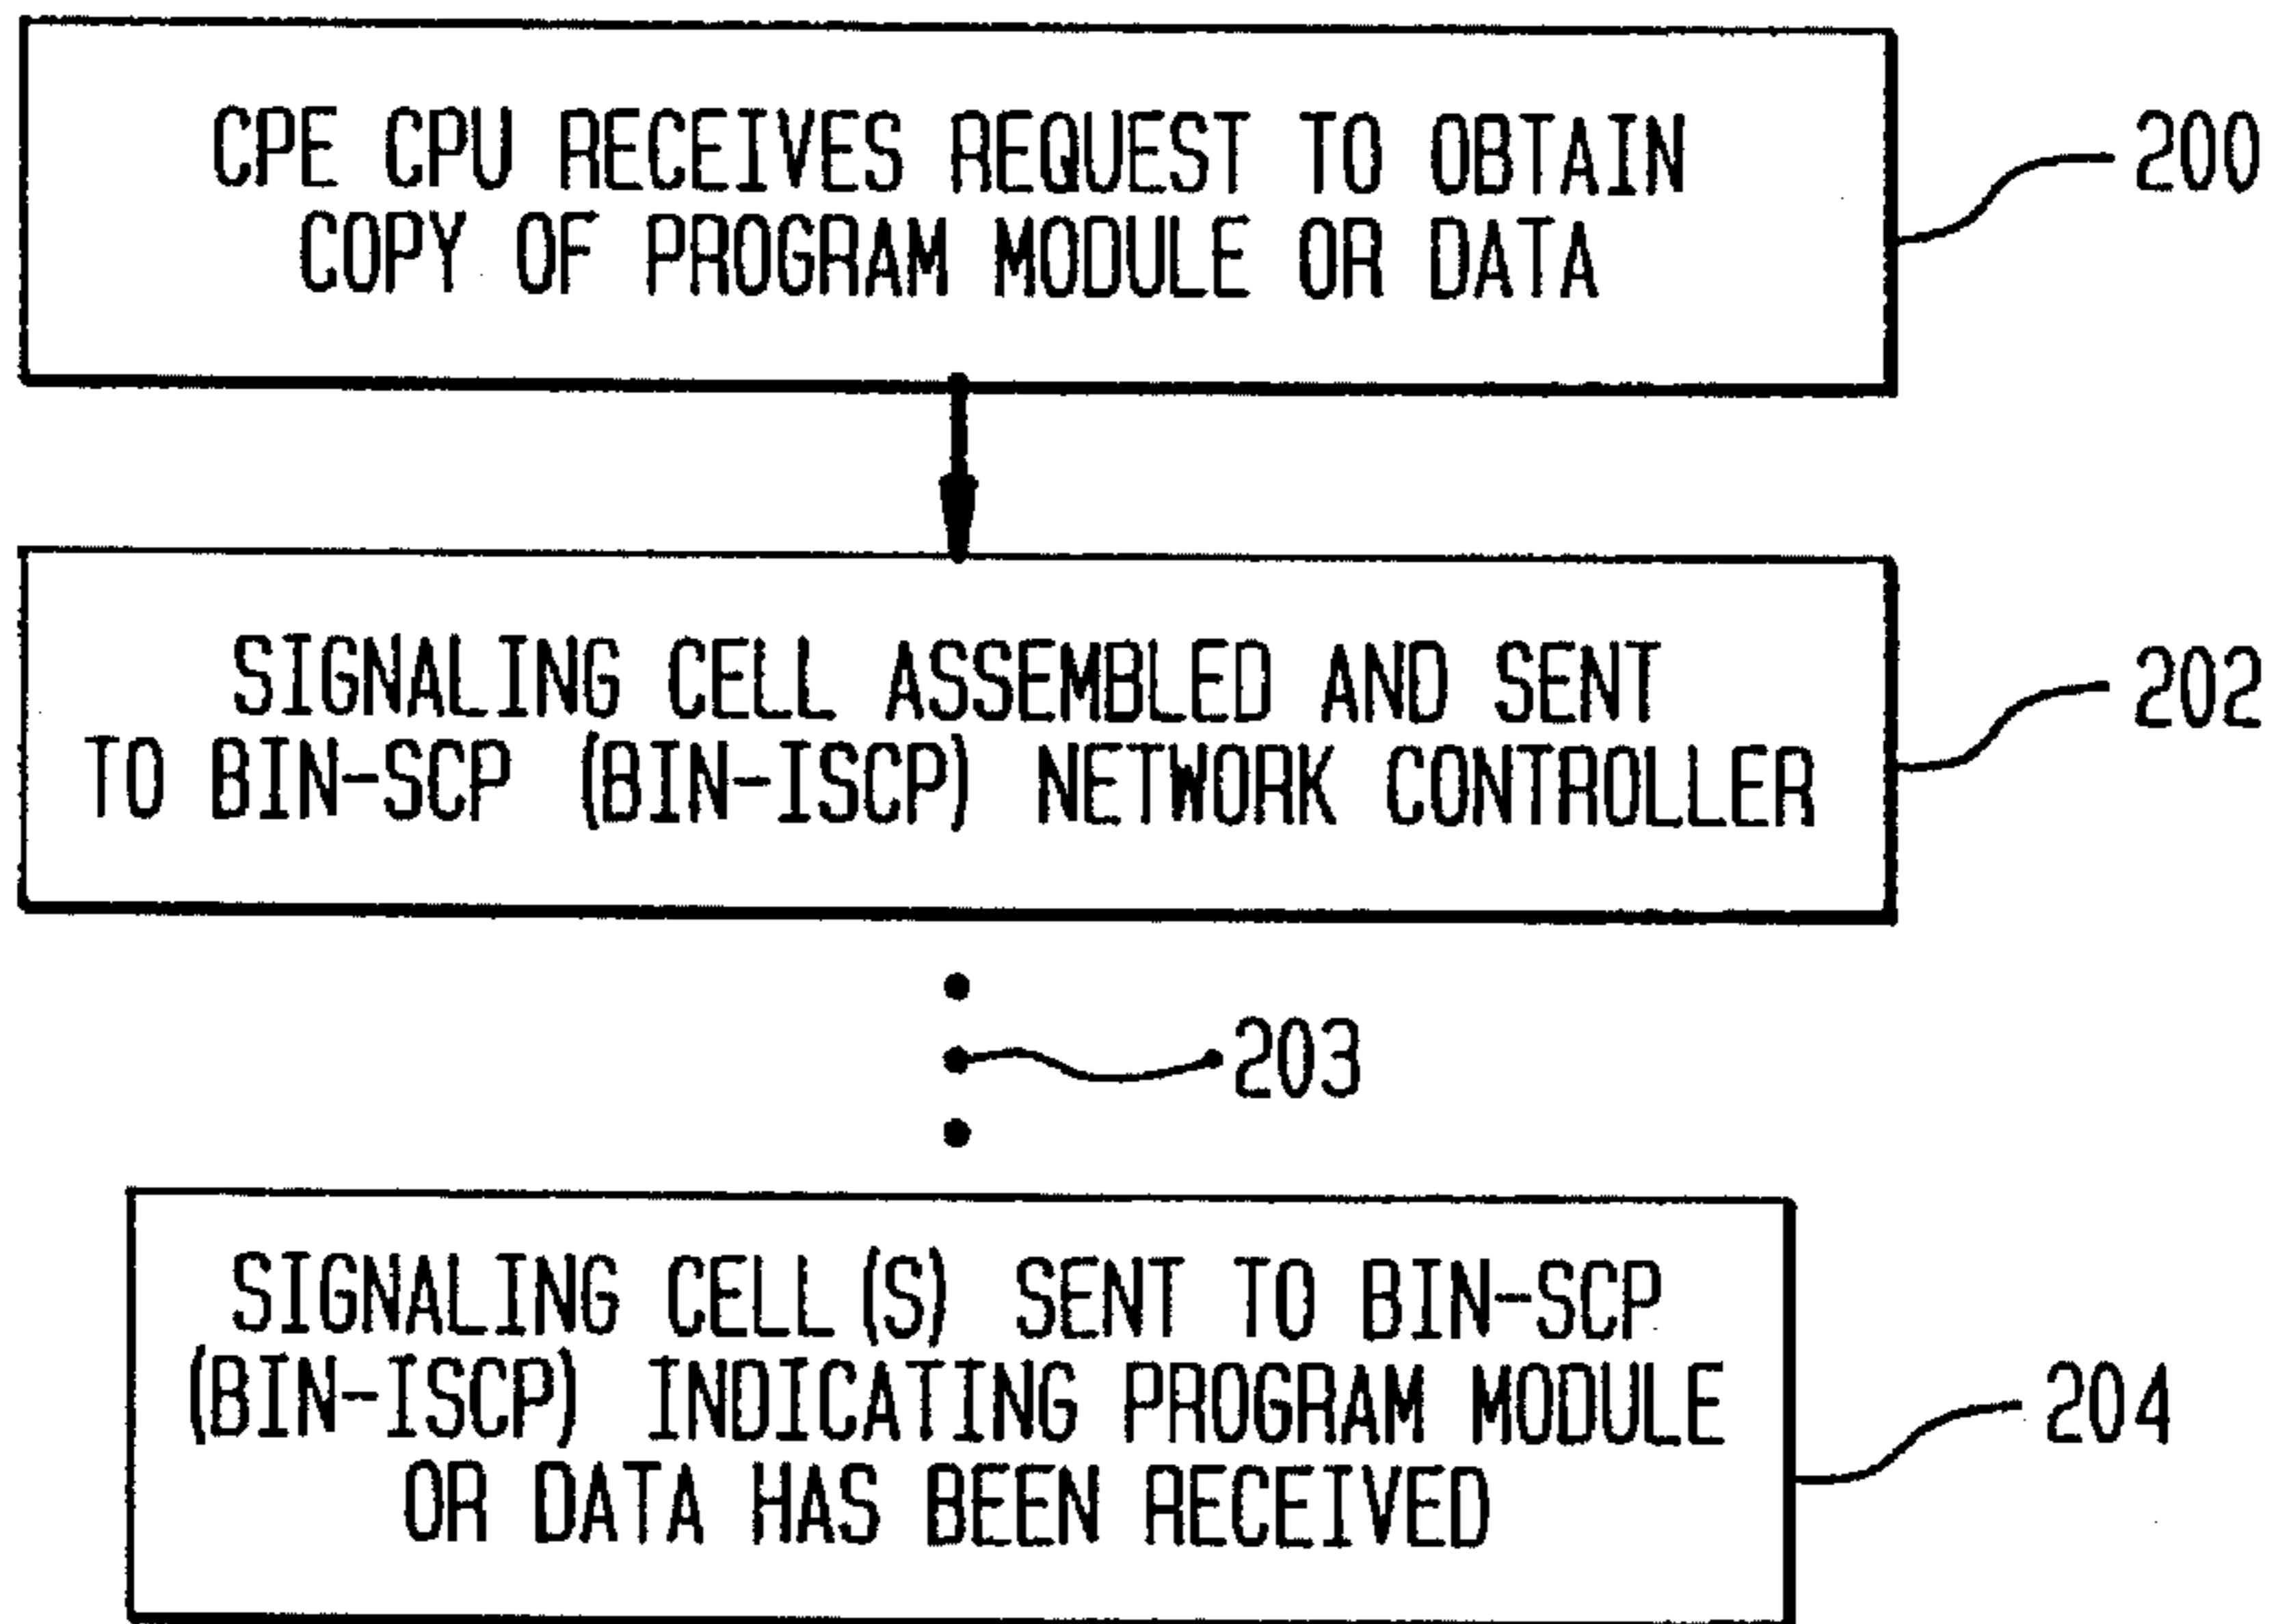 CPE CPU RECEIVES REQUEST TO OBTAIN
COPY OF PROGRAM MODULE OR DATA
200
SIGNALING CELL ASSEMBLED AND SENT
TO BIN-SCP (BIN-ISCP) NETWORK CONTROLLER
202
203
SIGNALING CELL(S) SENT TO BIN-SCP
(BIN-ISCP) INDICATING PROGRAM MODULE
OR DATA HAS BEEN RECEIVED
204